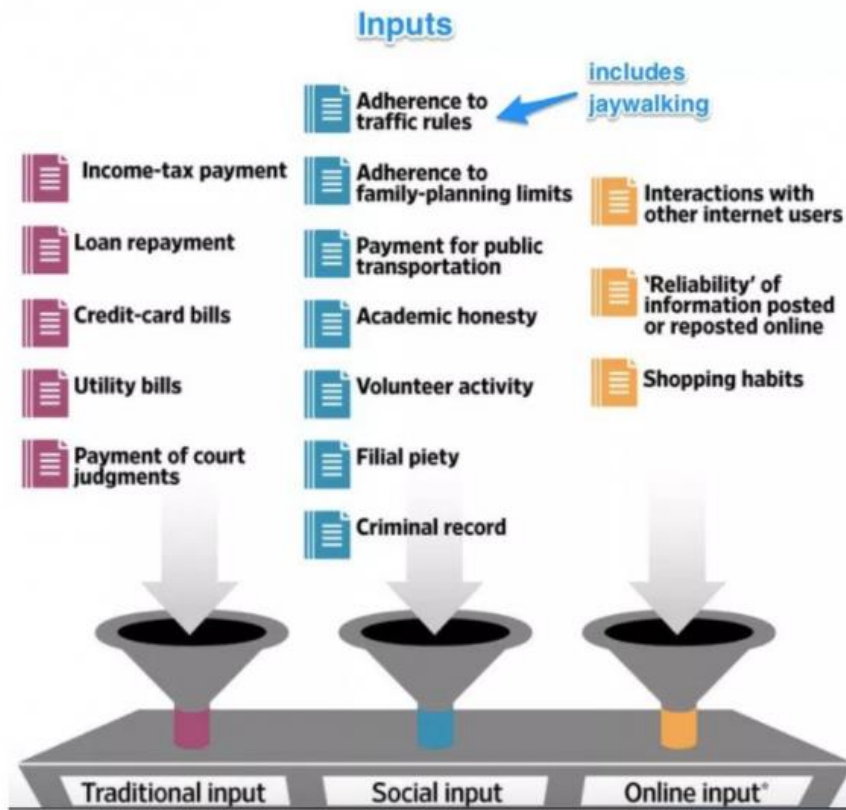 Inputs
includes
jaywalking
Adherence to
traffic rules
Income-tax payment
Loan repayment
Credit-card bills
Utility bills
Payment of court
judgments
Adherence to
family-planning limits
Payment for public
transportation
Academic honesty
Volunteer activity
Filial piety
Criminal record
Interactions with
other internet users
'Reliability' of
information posted
or reposted online
Shopping habits
Traditional input
Social input
Online input*